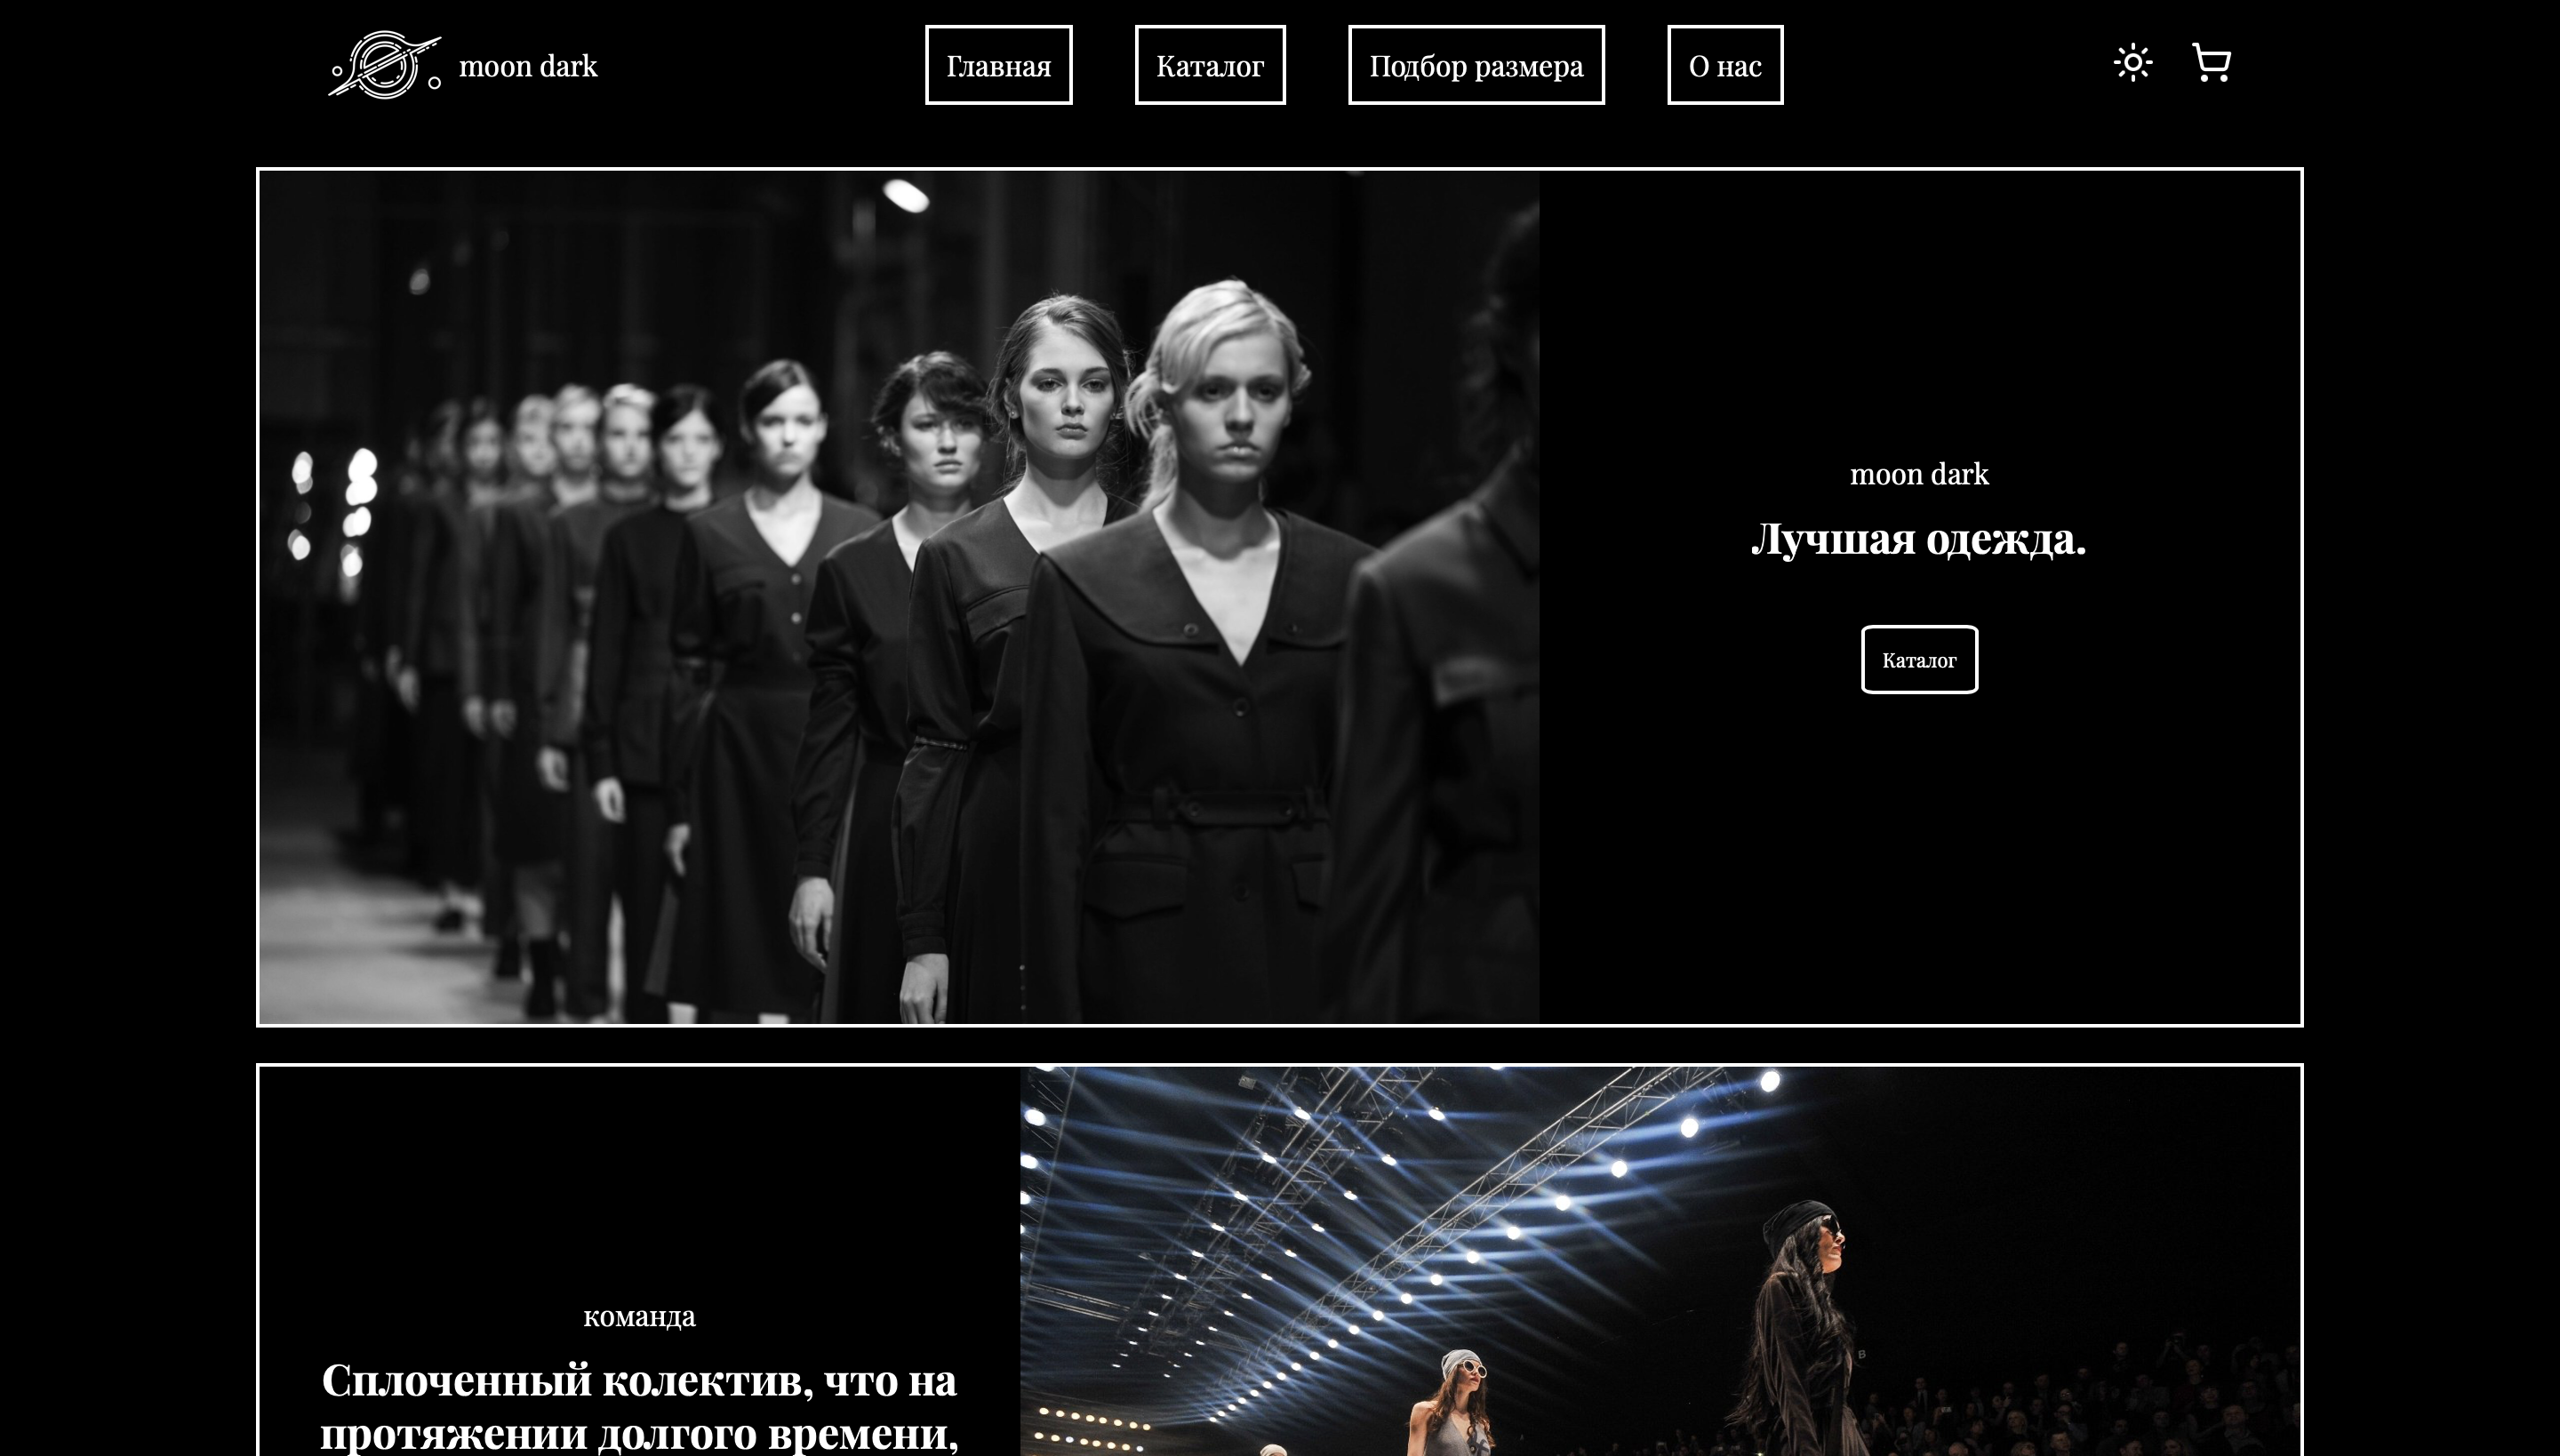 moon dark
Главная
Каталог
Подбор размера
О нас
moon dark
Лучшая одежда.
Каталог
команда
Сплоченный колектив, что на
протяжении долгого времени,